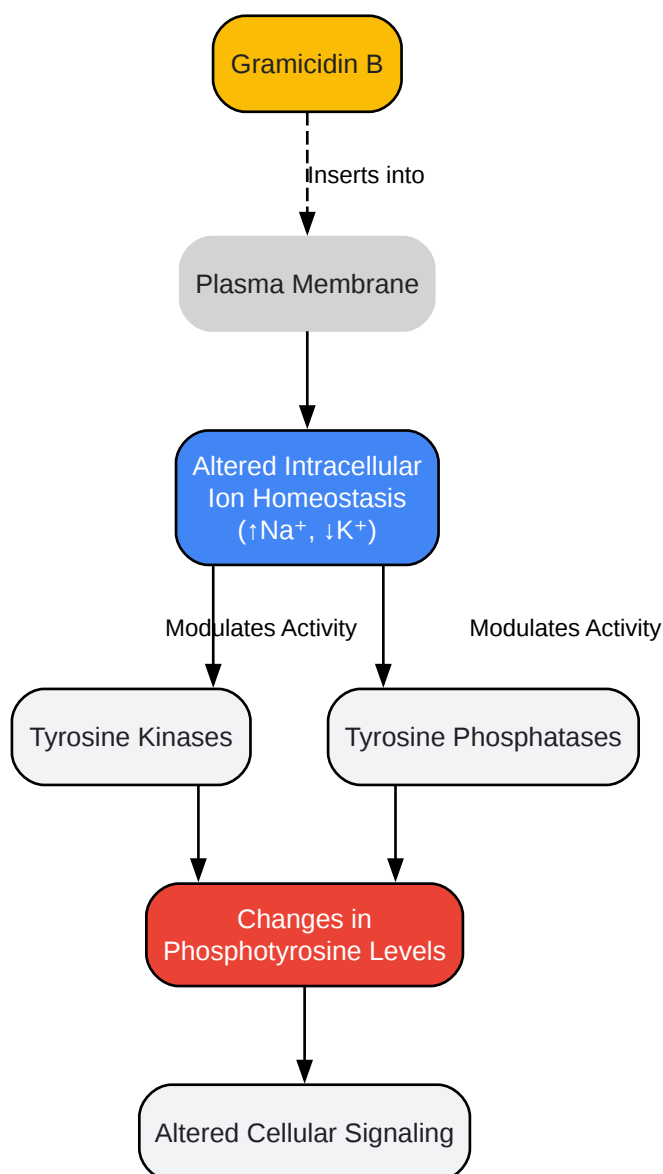 Gramicidin B
Inserts into
Plasma Membrane
Altered Intracellular
Ion Homeostasis
(↑Na⁺, ↓K⁺)
Modulates Activity
Modulates Activity
Tyrosine Kinases
Tyrosine Phosphatases
Changes in
Phosphotyrosine Levels
Altered Cellular Signaling